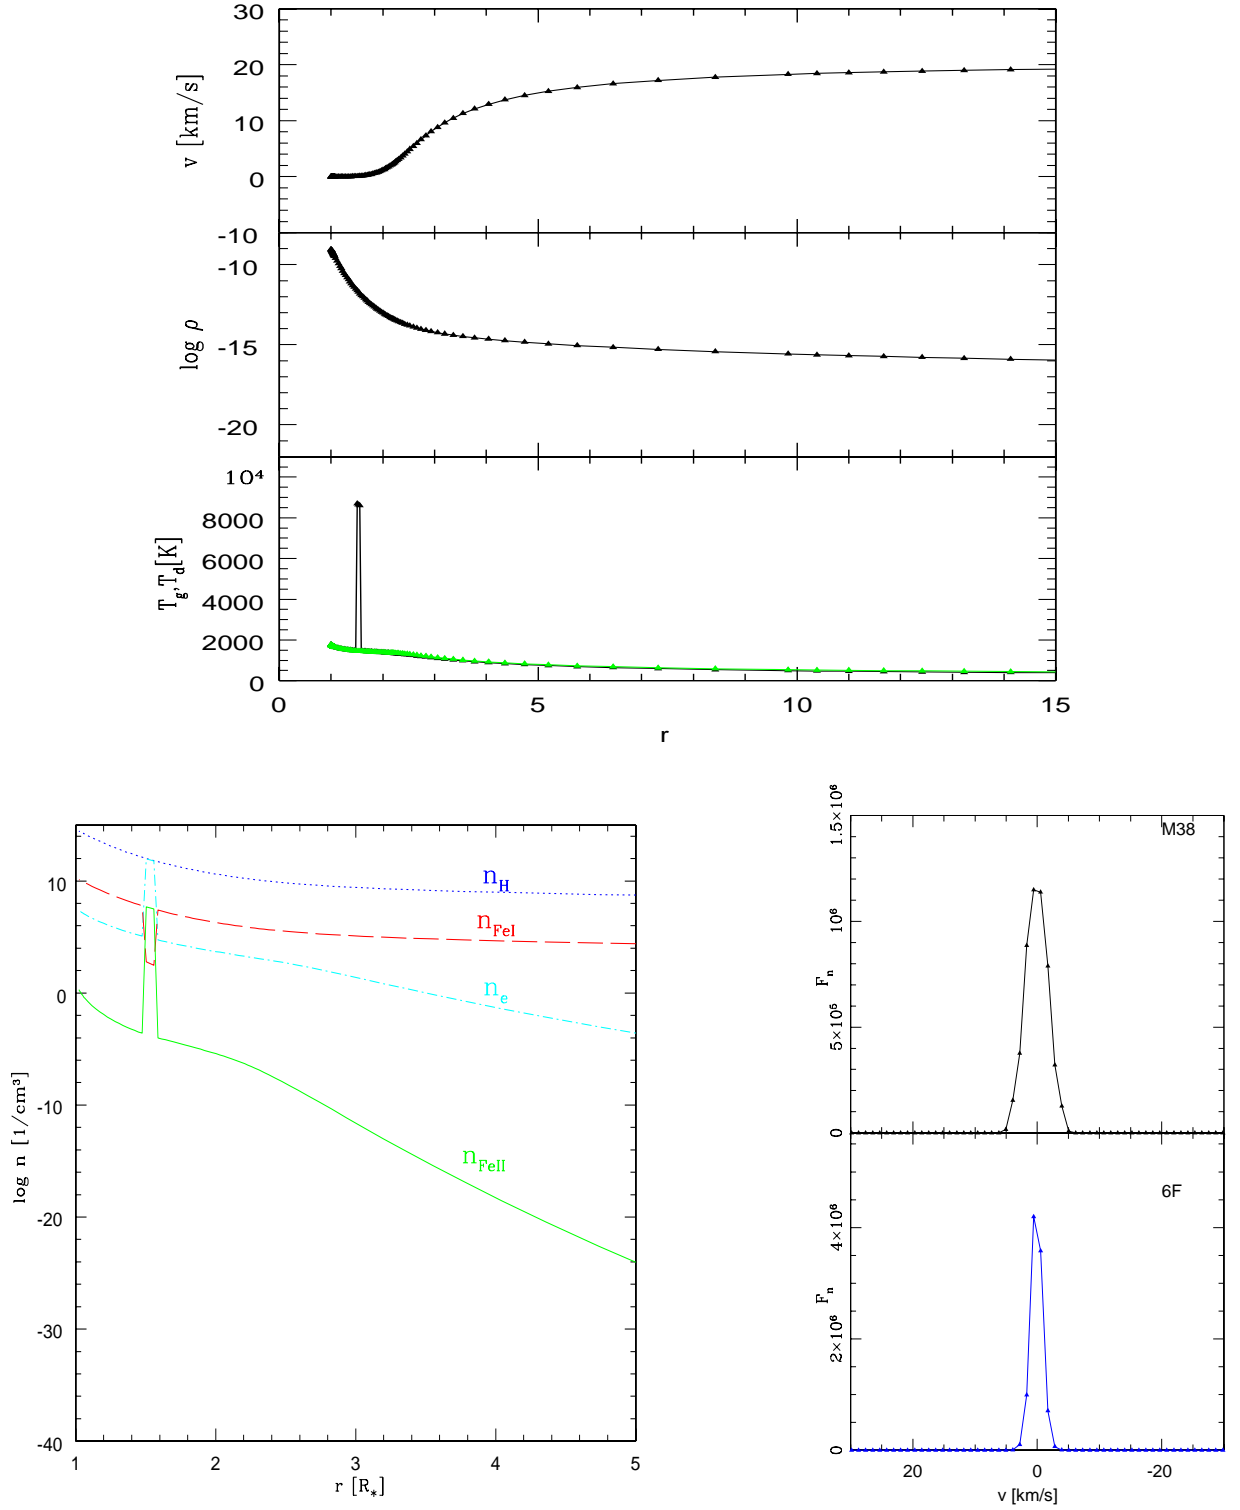 30
20
10
0
-10
v [km/s]
-10
-15
-20
log ρ
10⁴
8000
6000
4000
2000
0
T_g,T_d[K]
0 5 10 15
r
10
0
-10
-20
-30
-40
log n [1/cm³]
n_H
n_FeI
n_e
n_FeII
1 2 3 4 5
r [R_*]
1.5×10⁶
10⁶
5×10⁵
0
F_n
M38
4×10⁶
2×10⁶
0
F_n
6F
20 0 -20
v [km/s]